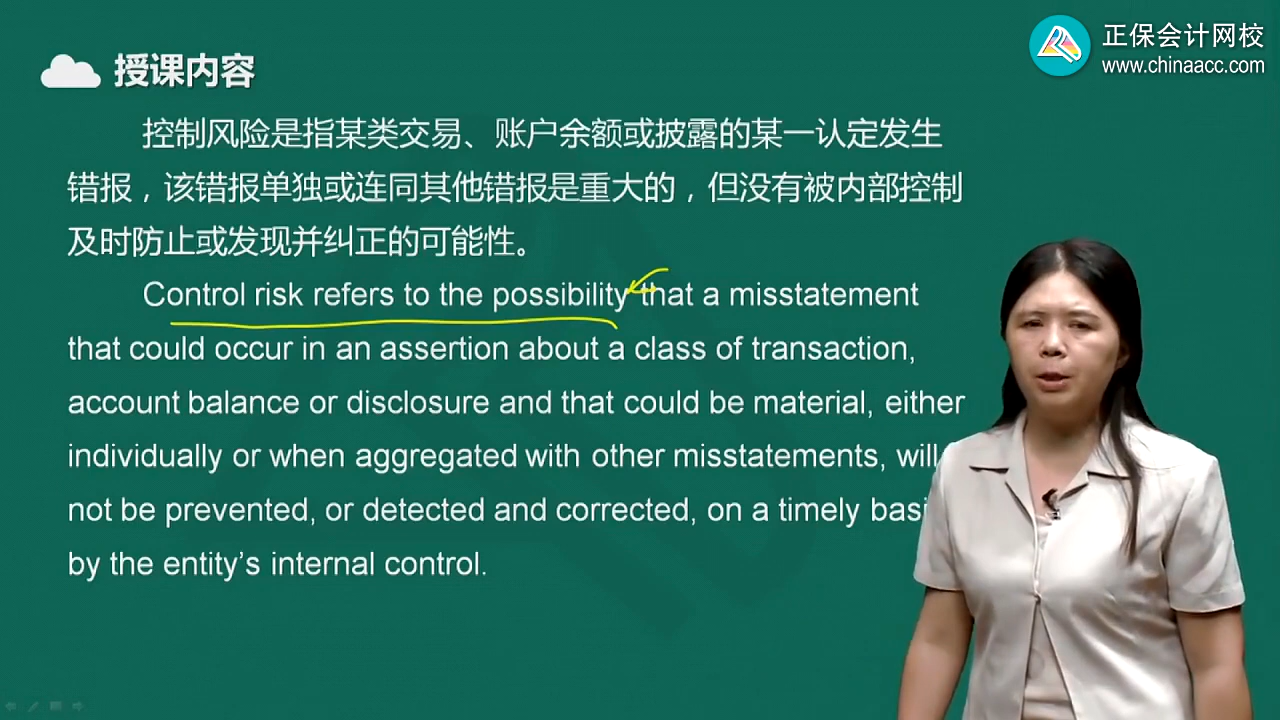 正保会计网校
www.chinaacc.com
授课内容
控制风险是指某类交易、账户余额或披露的某一认定发生
错报，该错报单独或连同其他错报是重大的，但没有被内部控制
及时防止或发现并纠正的可能性。
Control risk refers to the possibility that a misstatement
that could occur in an assertion about a class of transaction,
account balance or disclosure and that could be material, either
individually or when aggregated with other misstatements, will
not be prevented, or detected and corrected, on a timely basi
by the entity’s internal control.